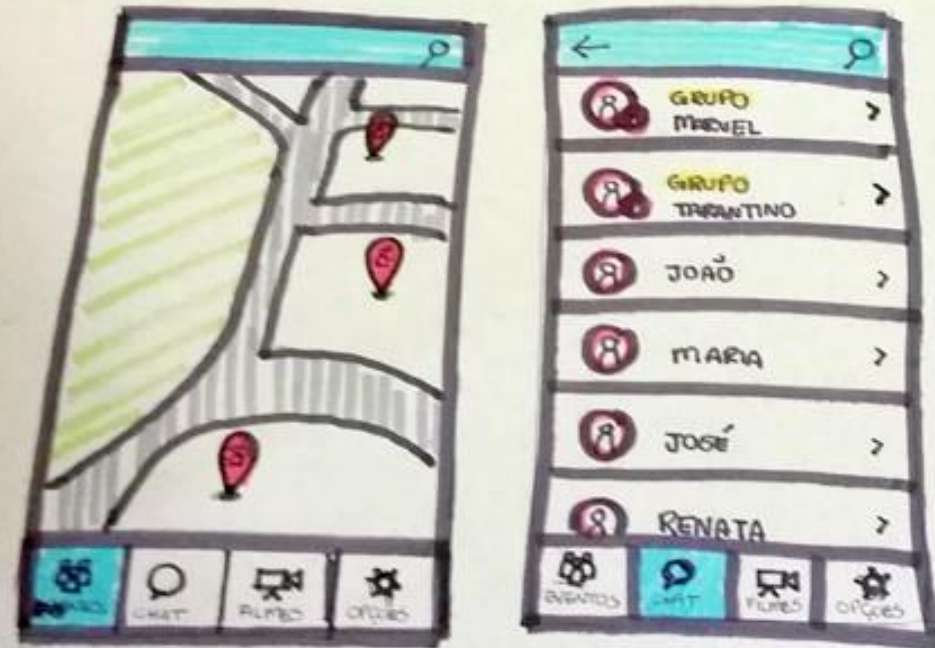 EVENTOS
CHAT
FILMES
OPÇÕES
GRUPO
MARVEL
GRUPO
TARANTINO
JOÃO
MARIA
JOSÉ
RENATA
EVENTOS
CHAT
FILMES
OPÇÕES